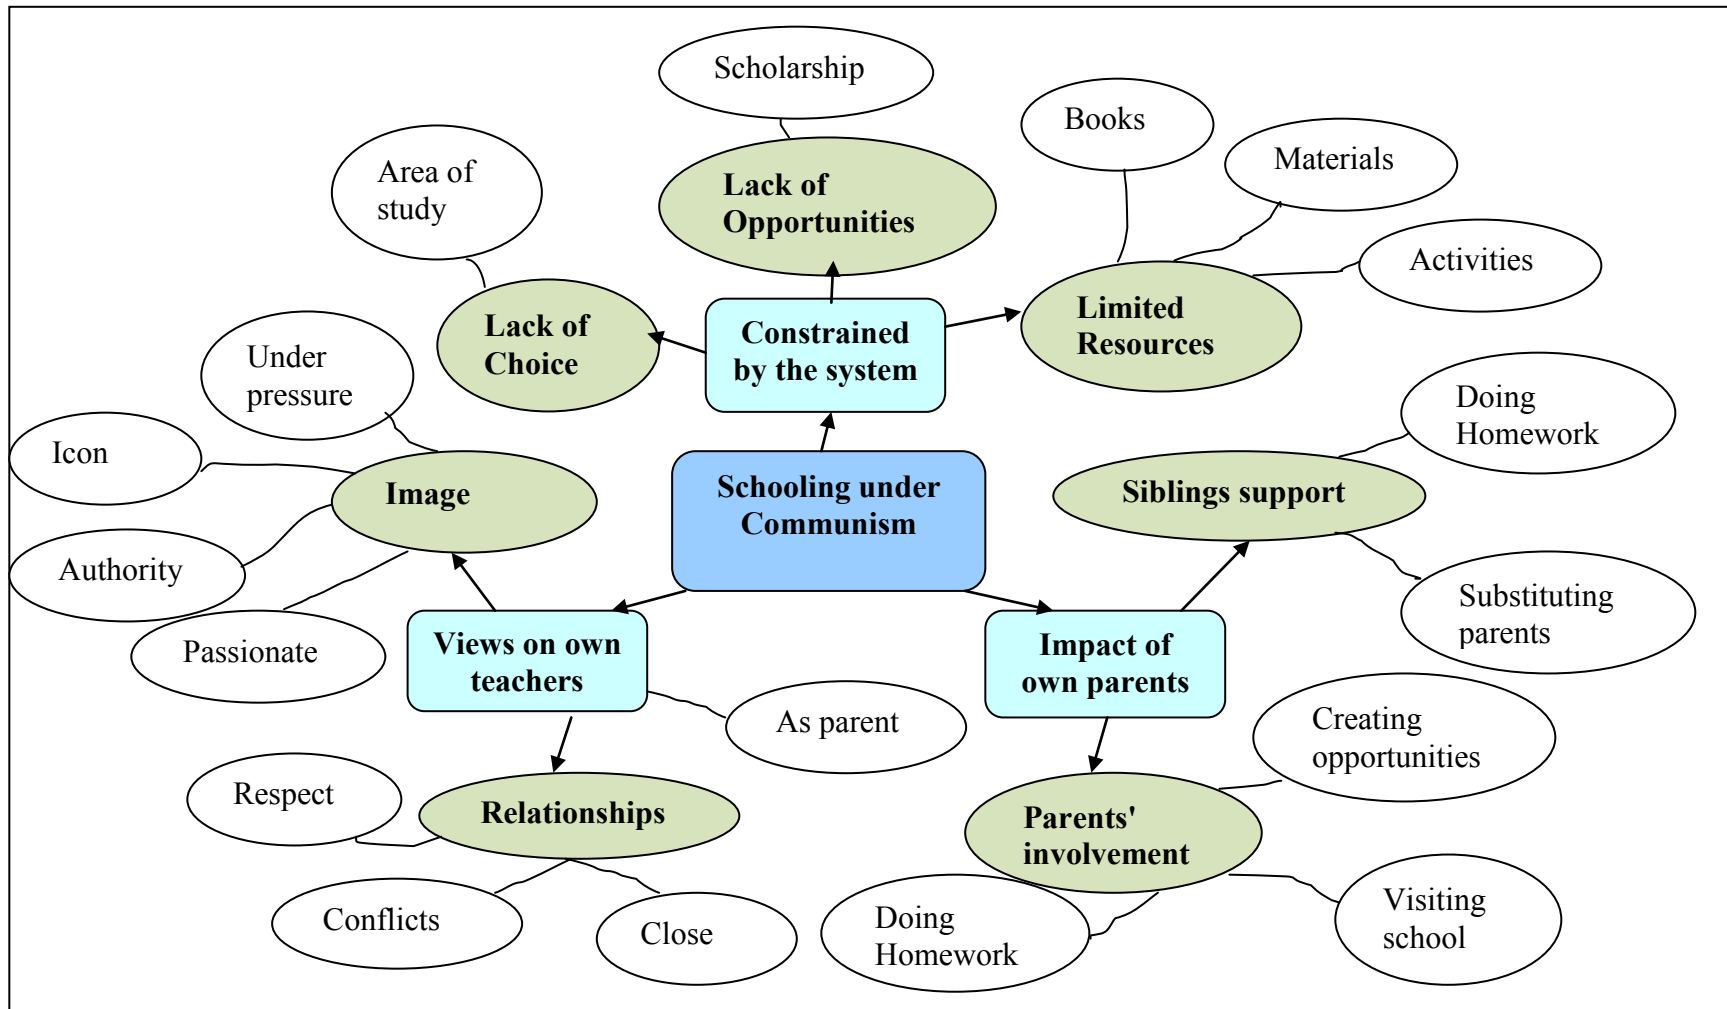 Scholarship
Books
Materials
Area of
study
Lack of
Opportunities
Activities
Lack of
Choice
Constrained
by the system
Limited
Resources
Under
pressure
Doing
Homework
Icon
Image
Schooling under
Communism
Siblings support
Authority
Substituting
parents
Passionate
Views on own
teachers
Impact of
own parents
As parent
Creating
opportunities
Respect
Relationships
Parents'
involvement
Conflicts
Close
Doing
Homework
Visiting
school